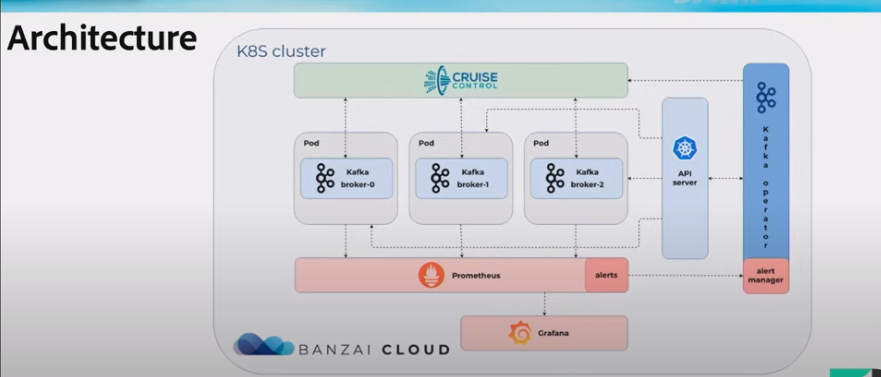 Architecture
K8S cluster
CRUISE
CONTROL
Pod
Kafka
broker-0
Pod
Kafka
broker-1
Pod
Kafka
broker-2
API
server
Kafka operator
Prometheus
alerts
alert
manager
Grafana
BANZAI CLOUD